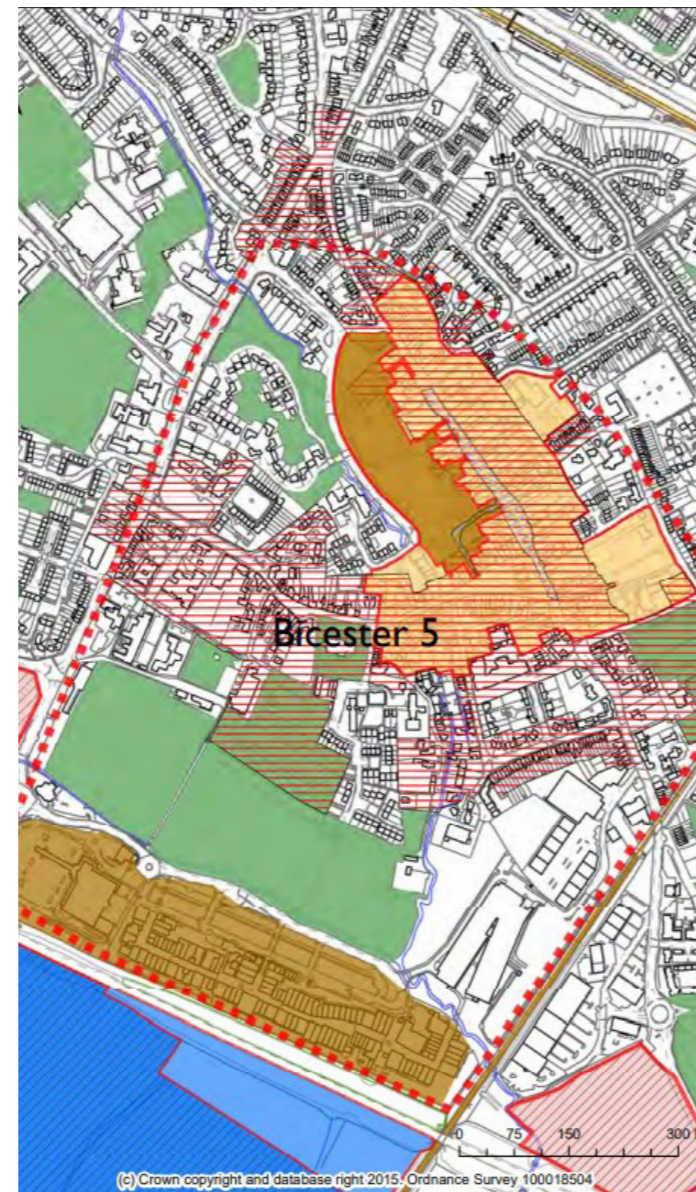 Bicester 5
0 75 150 300
(c) Crown copyright and database right 2015. Ordnance Survey 100018504